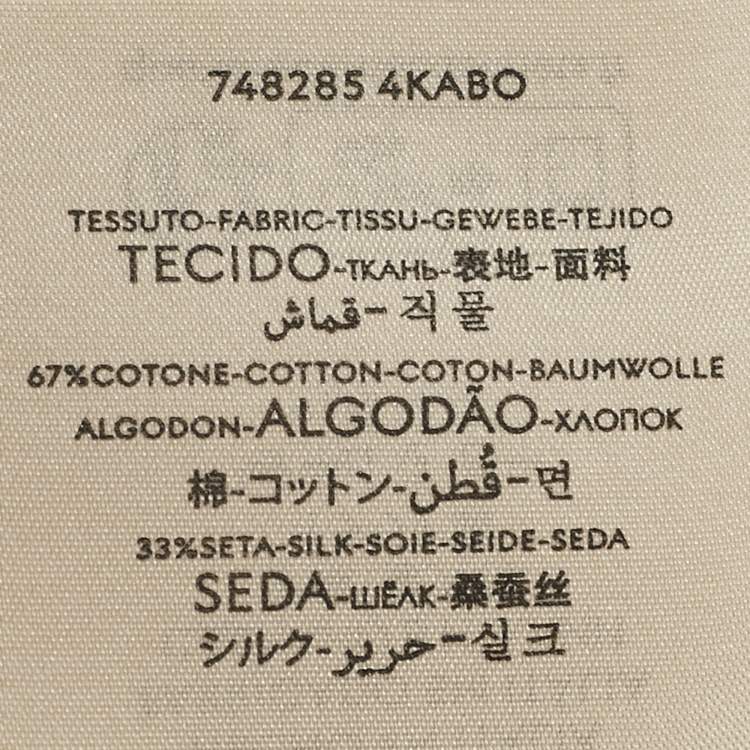 748285 4KABO
TESSUTO-FABRIC-TISSU-GEWEBE-TEJIDO
TECIDO-ТКАНЬ-表地-面料
قماش-직물
67%COTONE-COTTON-COTON-BAUMWOLLE
ALGODON-ALGODÃO-ХЛОПОК
棉-コットン-قُطن-면
33%SETA-SILK-SOIE-SEIDE-SEDA
SEDA-ШЁЛК-桑蚕丝
シルク-حرير-실크